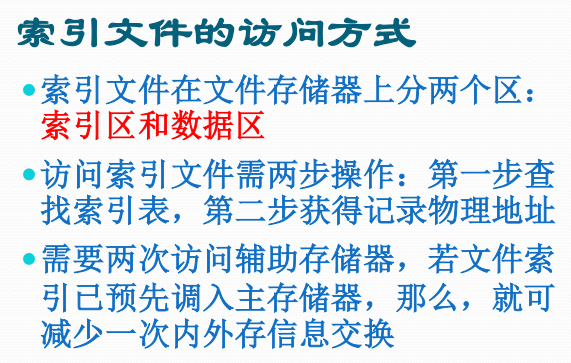 索引文件的访问方式
索引文件在文件存储器上分两个区：
索引区和数据区
访问索引文件需两步操作：第一步查
找索引表，第二步获得记录物理地址
需要两次访问辅助存储器，若文件索
引已预先调入主存储器，那么，就可
减少一次内外存信息交换